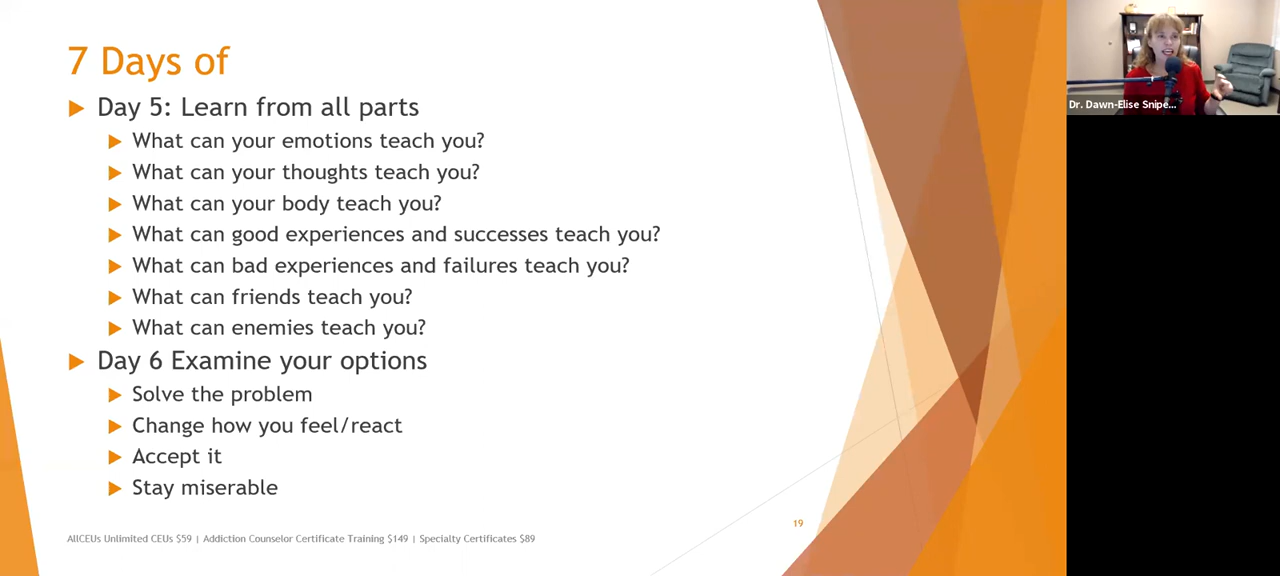 7 Days of
Day 5: Learn from all parts
What can your emotions teach you?
What can your thoughts teach you?
What can your body teach you?
What can good experiences and successes teach you?
What can bad experiences and failures teach you?
What can friends teach you?
What can enemies teach you?
Day 6 Examine your options
Solve the problem
Change how you feel/react
Accept it
Stay miserable
19
AllCEUs Unlimited CEUs $59 | Addiction Counselor Certificate Training $149 | Specialty Certificates $89
Dr. Dawn-Elise Snipe...